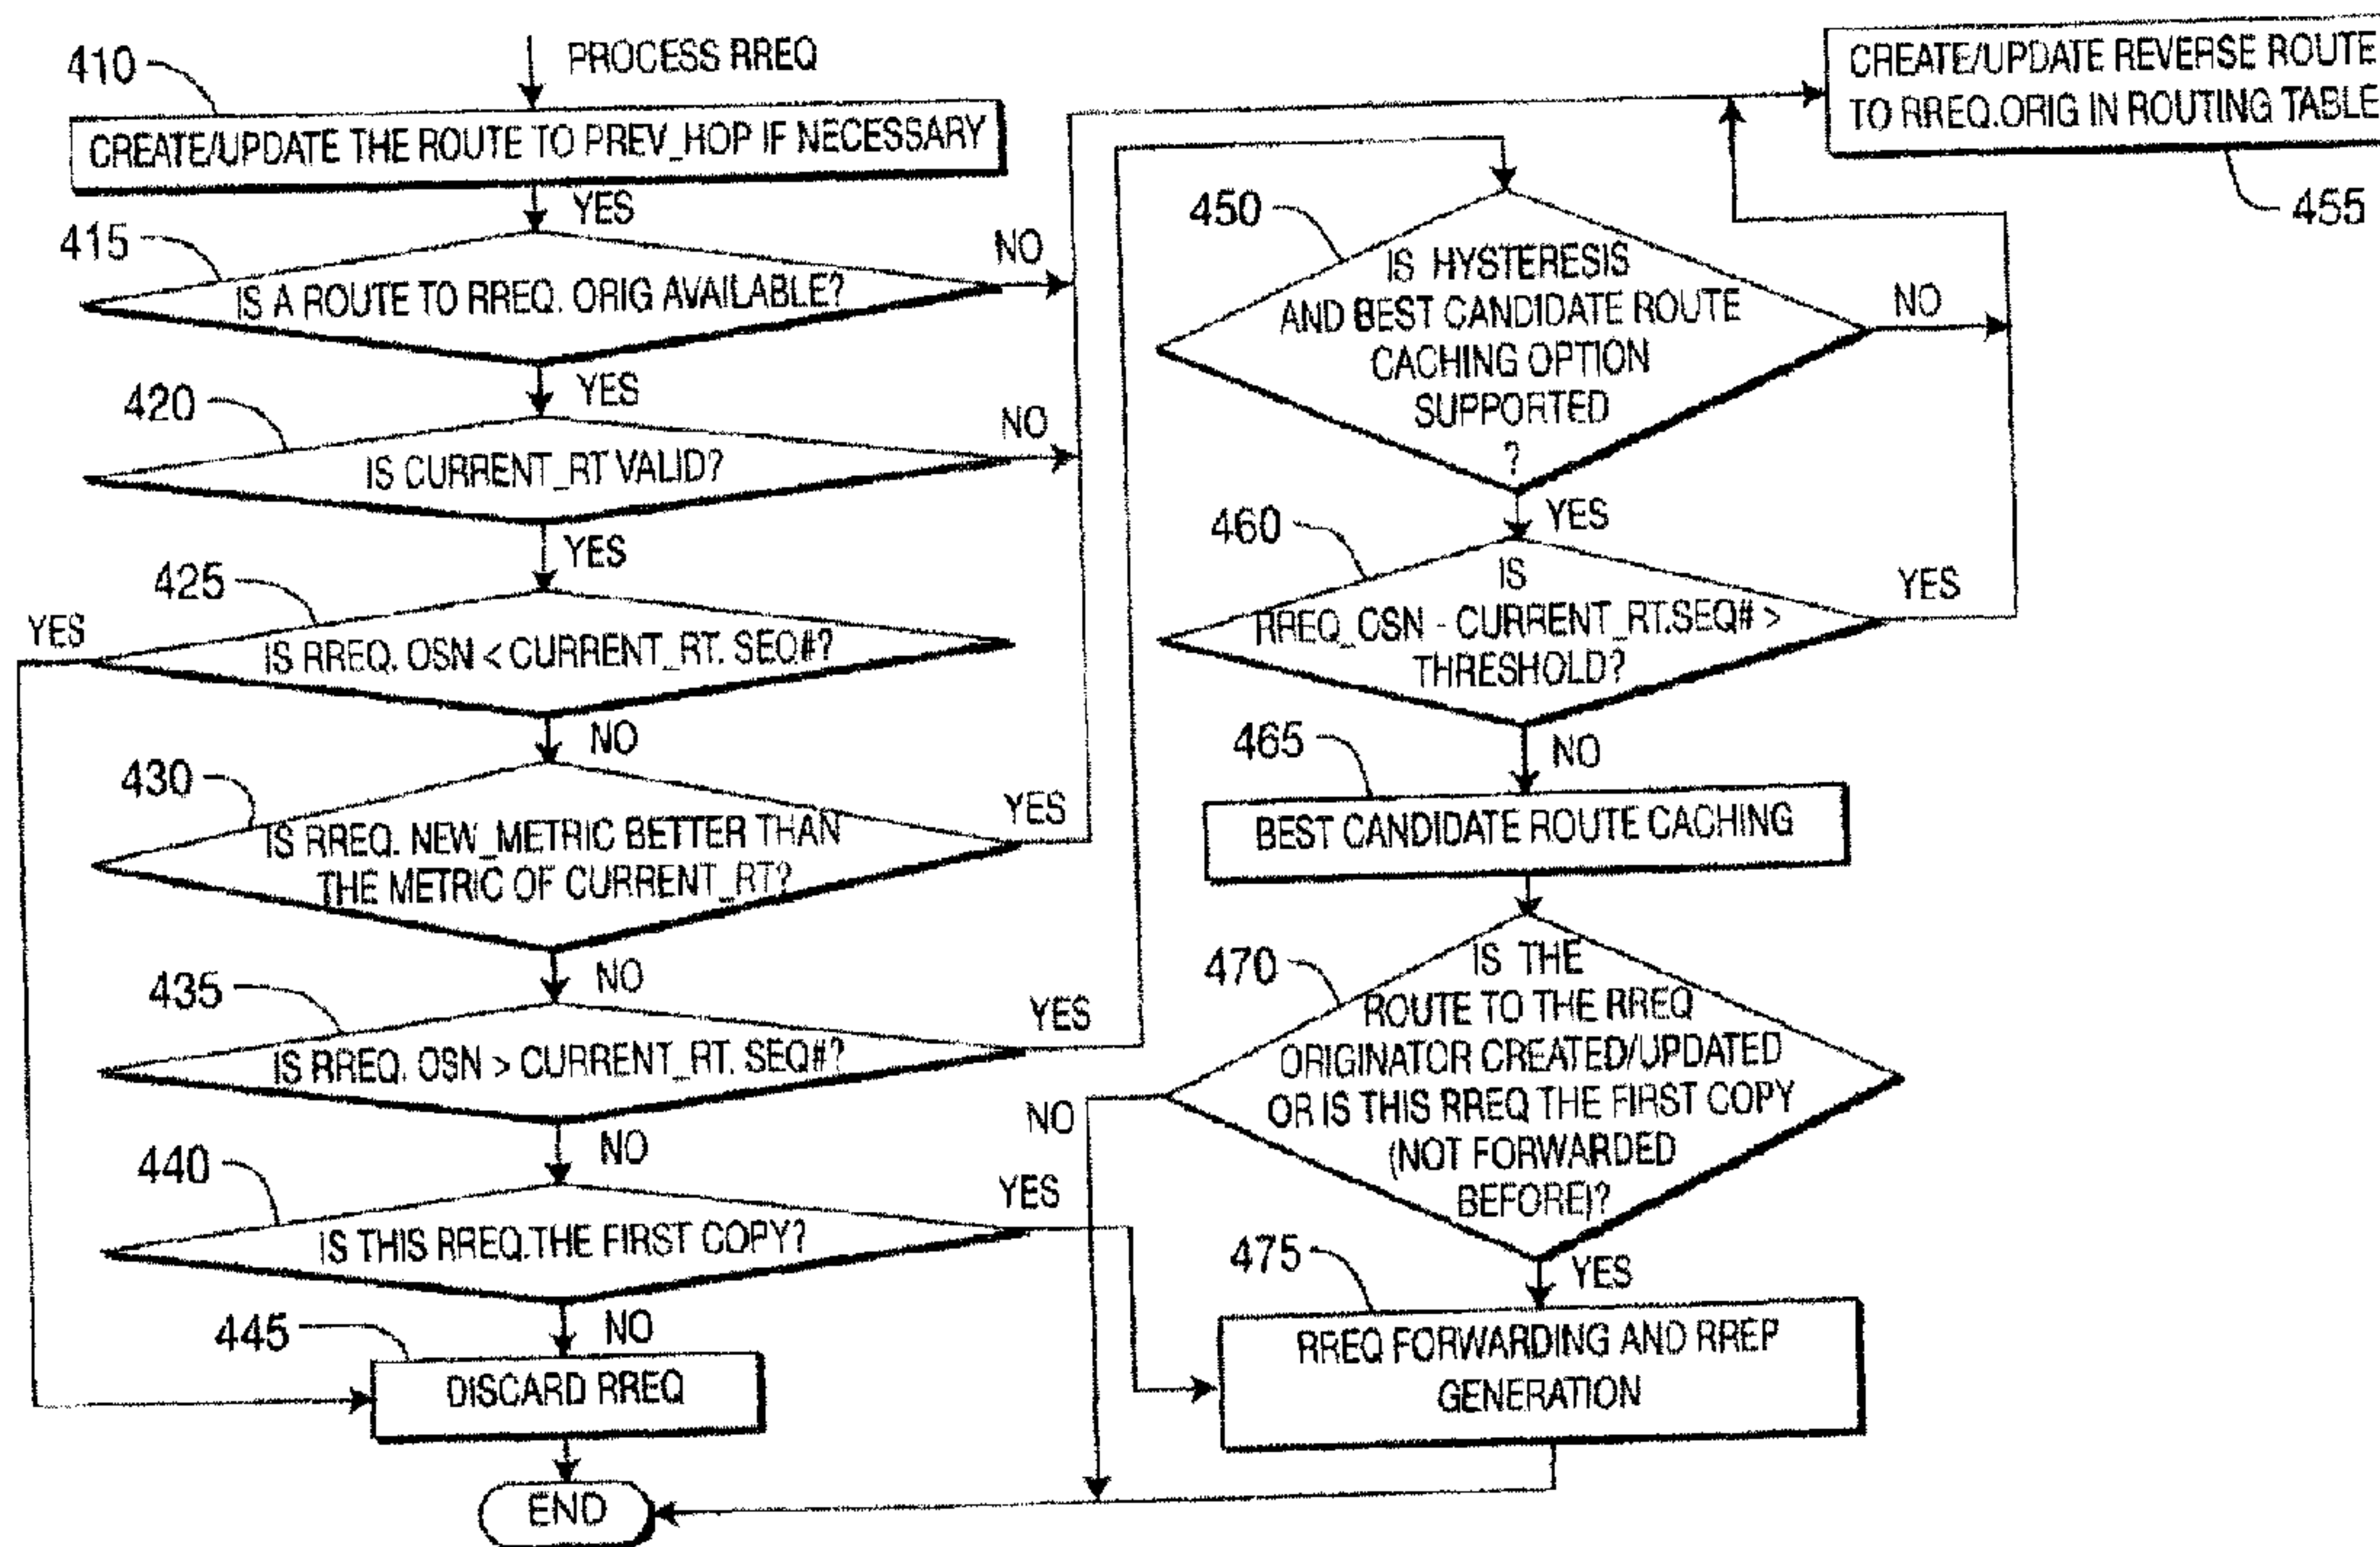 PROCESS RREQ
410
CREATE/UPDATE THE ROUTE TO PREV_HOP IF NECESSARY
YES
415
IS A ROUTE TO RREQ. ORIG AVAILABLE?
NO
YES
420
IS CURRENT_RT VALID?
NO
YES
425
YES
IS RREQ. OSN < CURRENT_RT. SEQ#?
NO
430
IS RREQ. NEW_METRIC BETTER THAN
THE METRIC OF CURRENT_RT?
YES
NO
435
IS RREQ. OSN > CURRENT_RT. SEQ#?
YES
NO
440
IS THIS RREQ.THE FIRST COPY?
YES
NO
445
DISCARD RREQ
END
CREATE/UPDATE REVERSE ROUTE
TO RREQ.ORIG IN ROUTING TABLE
455
450
IS HYSTERESIS
AND BEST CANDIDATE ROUTE
CACHING OPTION
SUPPORTED
?
NO
YES
460
IS
RREQ_OSN - CURRENT_RT.SEQ# >
THRESHOLD?
YES
NO
465
BEST CANDIDATE ROUTE CACHING
470
IS THE
ROUTE TO THE RREQ
ORIGINATOR CREATED/UPDATED
OR IS THIS RREQ THE FIRST COPY
(NOT FORWARDED
BEFORE)?
NO
YES
475
RREQ FORWARDING AND RREP
GENERATION